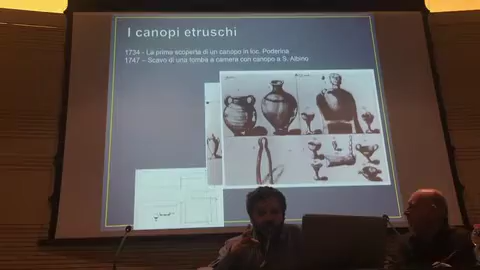 I canopi etruschi
1734 - La prima scoperta di un canopo in loc. Poderina
1747 – Scavo di una tomba a camera con canopo a S. Albino